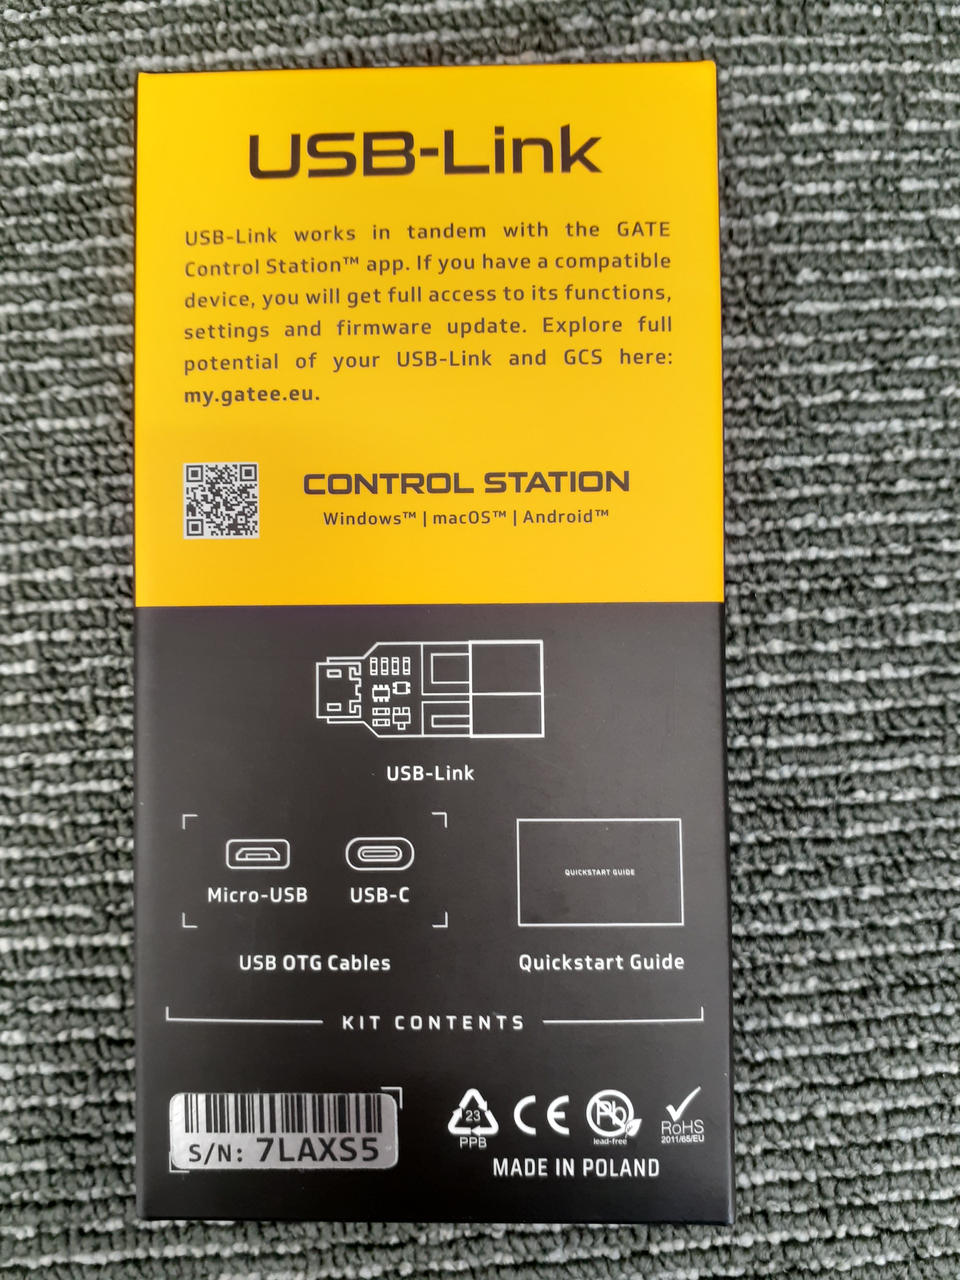 USB-Link
USB-Link works in tandem with the GATE
Control Station™ app. If you have a compatible
device, you will get full access to its functions,
settings and firmware update. Explore full
potential of your USB-Link and GCS here:
my.gatee.eu.
CONTROL STATION
Windows™ | macOS™ | Android™
USB-Link
Micro-USB USB-C
USB OTG Cables
QUICKSTART GUIDE
Quickstart Guide
KIT CONTENTS
S/N: 7LAXS5
23
PPB
CE
Pb
lead-free
RoHS
2011/65/EU
MADE IN POLAND